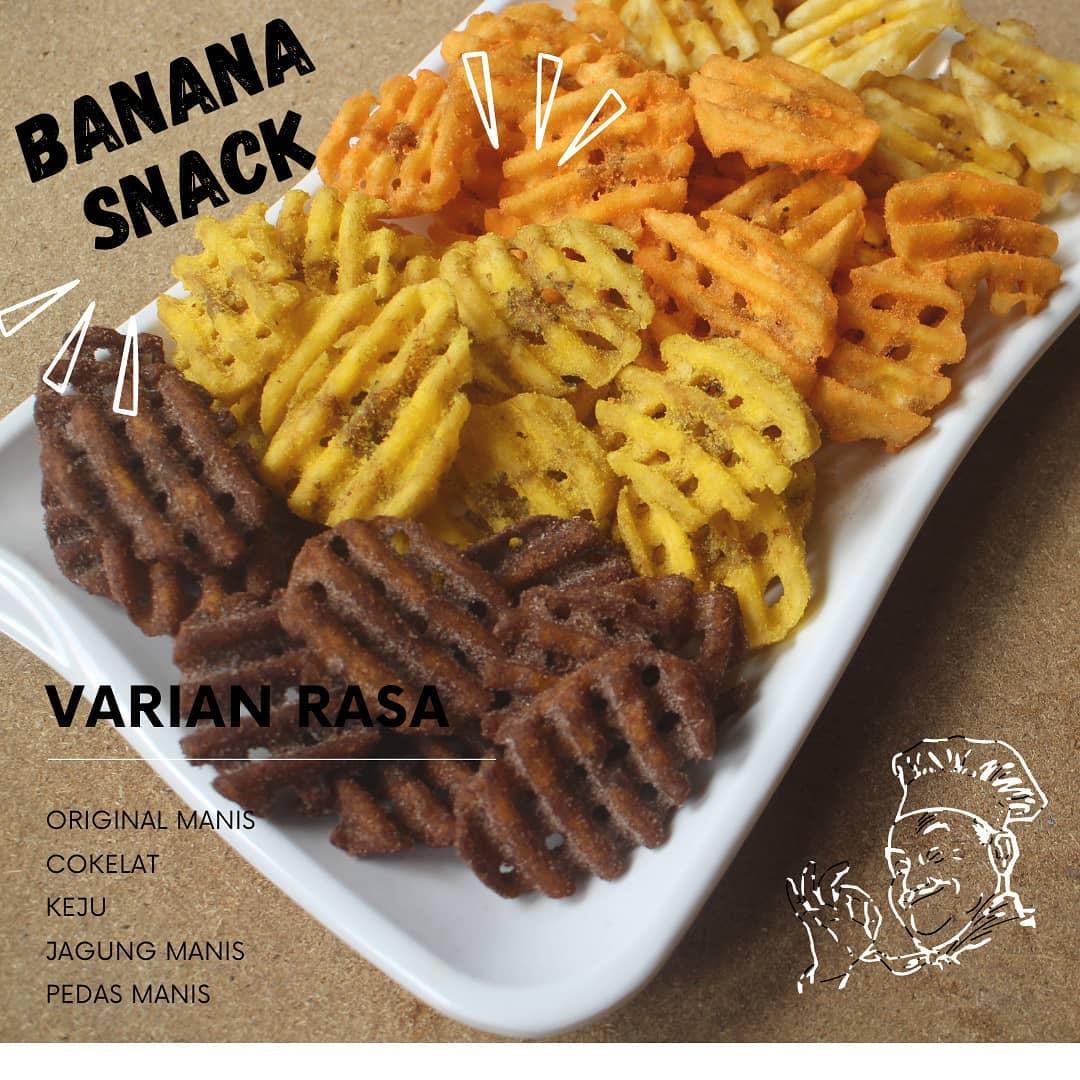 BANANA
SNACK
VARIAN RASA
ORIGINAL MANIS
COKELAT
KEJU
JAGUNG MANIS
PEDAS MANIS